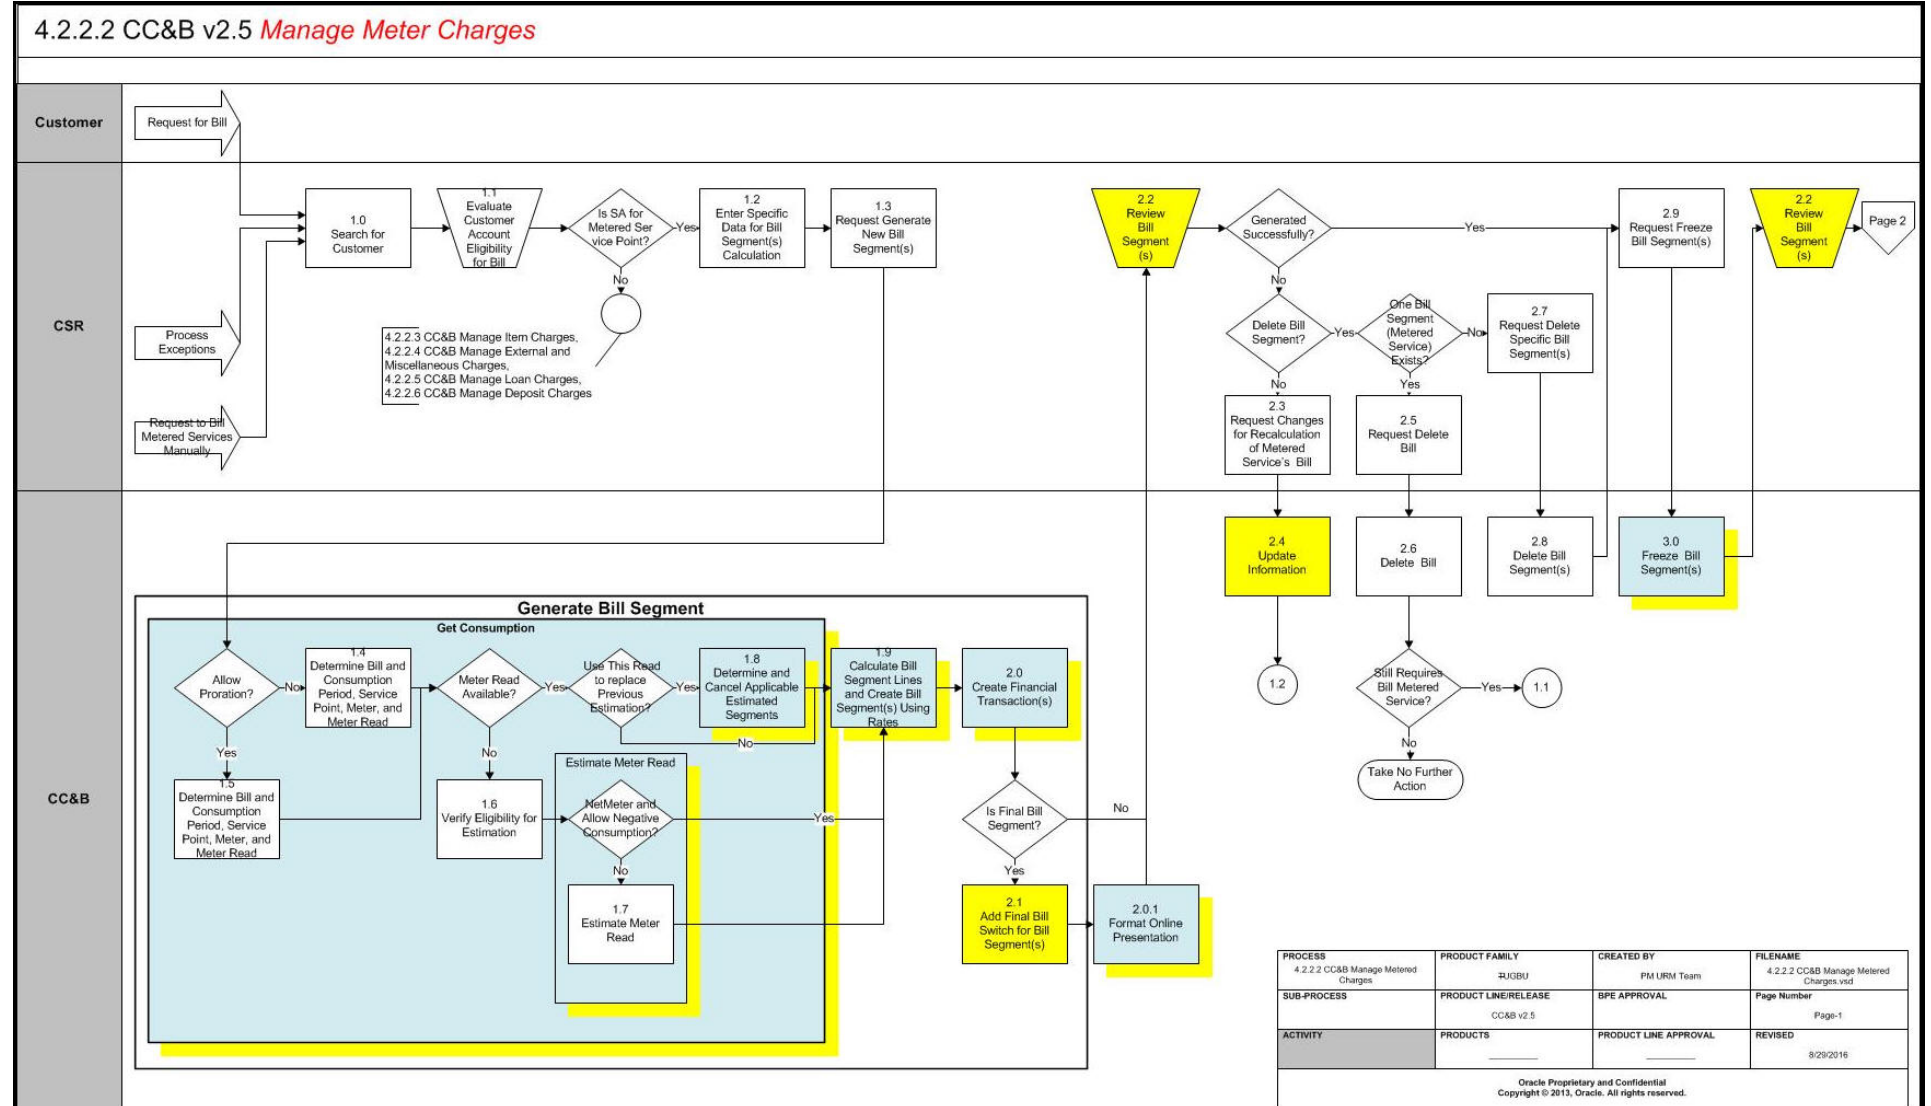 4.2.2.2 CC&B v2.5 Manage Meter Charges
Customer
Request for Bill
CSR
1.0
Search for
Customer
1.1
Evaluate
Customer
Account
Eligibility
for Bill
Is SA for
Metered Ser
vice Point?
Yes
No
1.2
Enter Specific
Data for Bill
Segment(s)
Calculation
1.3
Request Generate
New Bill
Segment(s)
Process
Exceptions
Request to Bill
Metered Services
Manually
4.2.2.3 CC&B Manage Item Charges,
4.2.2.4 CC&B Manage External and
Miscellaneous Charges,
4.2.2.5 CC&B Manage Loan Charges,
4.2.2.6 CC&B Manage Deposit Charges
2.2
Review
Bill
Segment
(s)
Generated
Successfully?
Yes
No
2.9
Request Freeze
Bill Segment(s)
2.2
Review
Bill
Segment
(s)
Page 2
Delete Bill
Segment?
Yes
No
One Bill
Segment
(Metered
Service)
Exists?
No
Yes
2.7
Request Delete
Specific Bill
Segment(s)
2.3
Request Changes
for Recalculation
of Metered
Service's Bill
2.5
Request Delete
Bill
CC&B
2.4
Update
Information
2.6
Delete Bill
2.8
Delete Bill
Segment(s)
3.0
Freeze Bill
Segment(s)
1.2
Still Requires
Bill Metered
Service?
Yes
1.1
No
Take No Further
Action
Generate Bill Segment
Get Consumption
Allow
Proration?
No
Yes
1.4
Determine Bill and
Consumption
Period, Service
Point, Meter, and
Meter Read
Meter Read
Available?
Yes
No
Use This Read
to replace
Previous
Estimation?
Yes
No
1.8
Determine and
Cancel Applicable
Estimated
Segments
1.9
Calculate Bill
Segment Lines
and Create Bill
Segment(s) Using
Rates
2.0
Create Financial
Transaction(s)
1.5
Determine Bill and
Consumption
Period, Service
Point, Meter, and
Meter Read
1.6
Verify Eligibility for
Estimation
Estimate Meter Read
NetMeter and
Allow Negative
Consumption?
Yes
No
1.7
Estimate Meter
Read
Is Final Bill
Segment?
No
Yes
2.1
Add Final Bill
Switch for Bill
Segment(s)
2.0.1
Format Online
Presentation
PROCESS
4.2.2.2 CC&B Manage Metered
Charges
PRODUCT FAMILY
TUGBU
CREATED BY
PM URM Team
FILENAME
4.2.2.2 CC&B Manage Metered
Charges.vsd
SUB-PROCESS
PRODUCT LINE/RELEASE
CC&B v2.5
BPE APPROVAL
Page Number
Page-1
ACTIVITY
PRODUCTS
PRODUCT LINE APPROVAL
REVISED
8/29/2016
Oracle Proprietary and Confidential
Copyright © 2013, Oracle. All rights reserved.